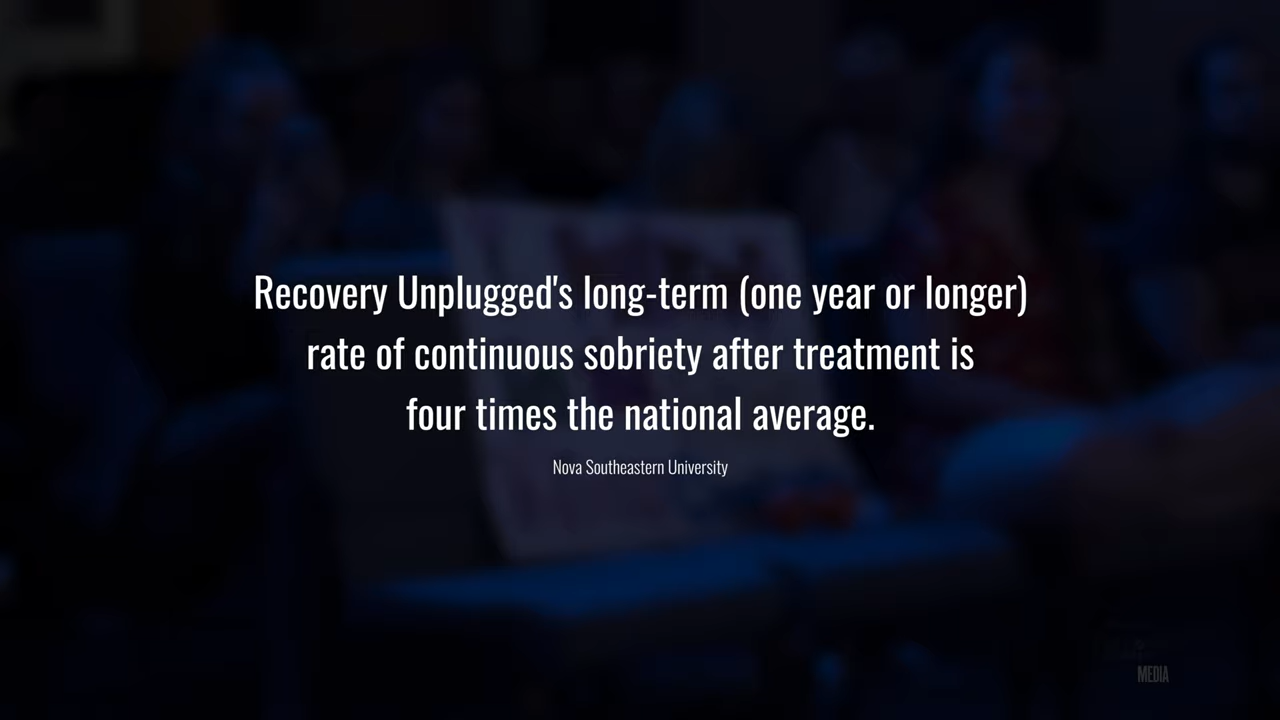 Recovery Unplugged's long-term (one year or longer)
rate of continuous sobriety after treatment is
four times the national average.
Nova Southeastern University
MEDIA